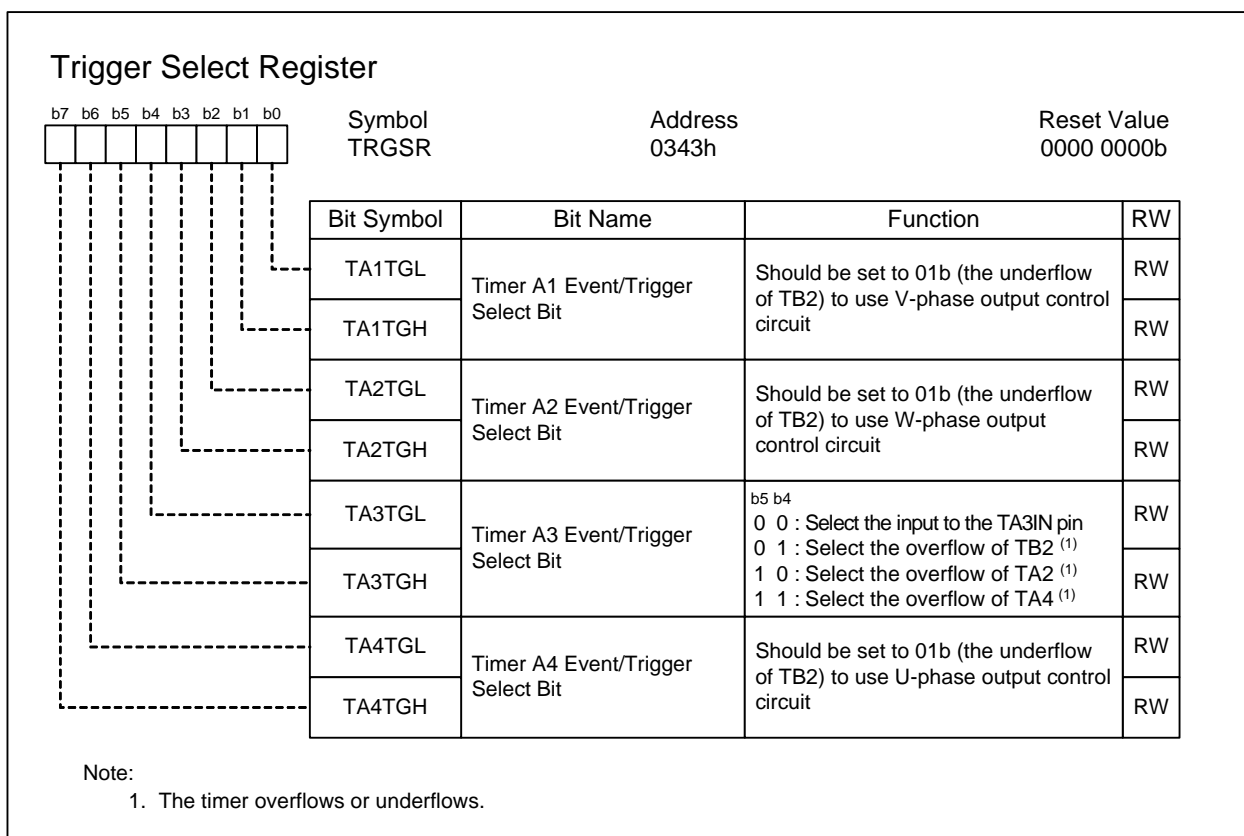 Trigger Select Register
b7 b6 b5 b4 b3 b2 b1 b0
Symbol Address Reset Value
TRGSR 0343h 0000 0000b
Bit Symbol Bit Name Function RW
TA1TGL RW
Timer A1 Event/Trigger
Select Bit
Should be set to 01b (the underflow
of TB2) to use V-phase output control
circuit
TA1TGH RW
TA2TGL RW
Timer A2 Event/Trigger
Select Bit
Should be set to 01b (the underflow
of TB2) to use W-phase output
control circuit
TA2TGH RW
TA3TGL RW
Timer A3 Event/Trigger
Select Bit
b5 b4
0 0 : Select the input to the TA3IN pin
0 1 : Select the overflow of TB2 (1)
1 0 : Select the overflow of TA2 (1)
1 1 : Select the overflow of TA4 (1)
TA3TGH RW
TA4TGL RW
Timer A4 Event/Trigger
Select Bit
Should be set to 01b (the underflow
of TB2) to use U-phase output control
circuit
TA4TGH RW
Note:
1. The timer overflows or underflows.